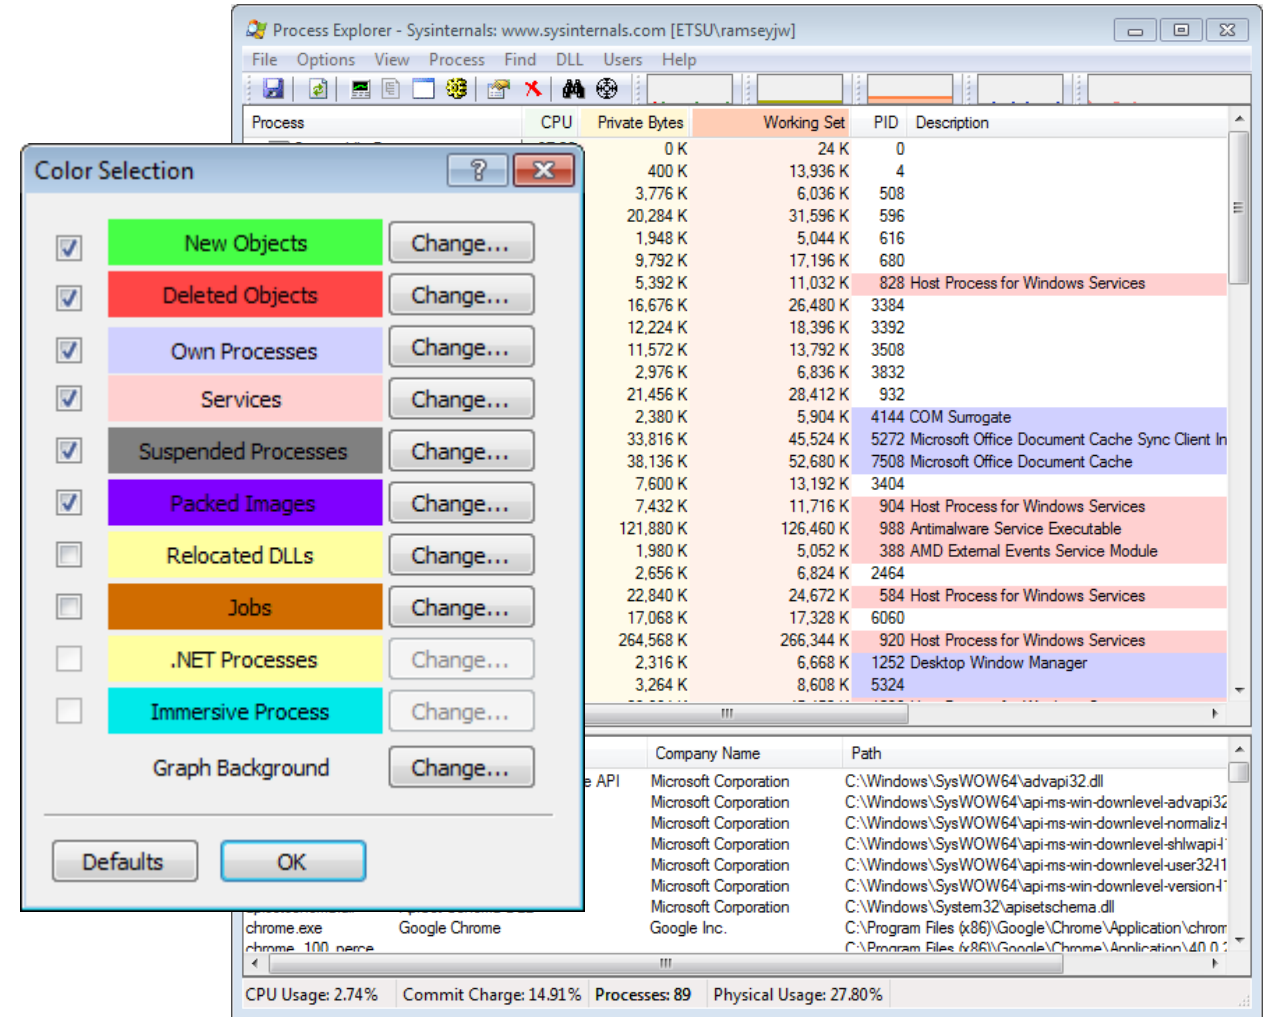 Process Explorer - Sysinternals: www.sysinternals.com [ETSU\ramseyjw]
File Options View Process Find DLL Users Help
Process CPU Private Bytes Working Set PID Description
0 K 24 K 0
400 K 13,936 K 4
3,776 K 6,036 K 508
20,284 K 31,596 K 596
1,948 K 5,044 K 616
9,792 K 17,196 K 680
5,392 K 11,032 K 828 Host Process for Windows Services
16,676 K 26,480 K 3384
12,224 K 18,396 K 3392
11,572 K 13,792 K 3508
2,976 K 6,836 K 3832
21,456 K 28,412 K 932
2,380 K 5,904 K 4144 COM Surrogate
33,816 K 45,524 K 5272 Microsoft Office Document Cache Sync Client In
38,136 K 52,680 K 7508 Microsoft Office Document Cache
7,600 K 13,192 K 3404
7,432 K 11,716 K 904 Host Process for Windows Services
121,880 K 126,460 K 988 Antimalware Service Executable
1,980 K 5,052 K 388 AMD External Events Service Module
2,656 K 6,824 K 2464
22,840 K 24,672 K 584 Host Process for Windows Services
17,068 K 17,328 K 6060
264,568 K 266,344 K 920 Host Process for Windows Services
2,316 K 6,668 K 1252 Desktop Window Manager
3,264 K 8,608 K 5324
Color Selection
New Objects Change...
Deleted Objects Change...
Own Processes Change...
Services Change...
Suspended Processes Change...
Packed Images Change...
Relocated DLLs Change...
Jobs Change...
.NET Processes Change...
Immersive Process Change...
Graph Background Change...
Defaults OK
Company Name Path
e API Microsoft Corporation C:\Windows\SysWOW64\advapi32.dll
Microsoft Corporation C:\Windows\SysWOW64\api-ms-win-downlevel-advapi32
Microsoft Corporation C:\Windows\SysWOW64\api-ms-win-downlevel-normaliz-l
Microsoft Corporation C:\Windows\SysWOW64\api-ms-win-downlevel-shlwapi-l
Microsoft Corporation C:\Windows\SysWOW64\api-ms-win-downlevel-user32-l1
Microsoft Corporation C:\Windows\SysWOW64\api-ms-win-downlevel-version-l
Microsoft Corporation C:\Windows\System32\apisetschema.dll
chrome.exe Google Chrome Google Inc. C:\Program Files (x86)\Google\Chrome\Application\chrom
chrome_100_perce C:\Program Files (x86)\Google\Chrome\Application\40.0.2
CPU Usage: 2.74% Commit Charge: 14.91% Processes: 89 Physical Usage: 27.80%